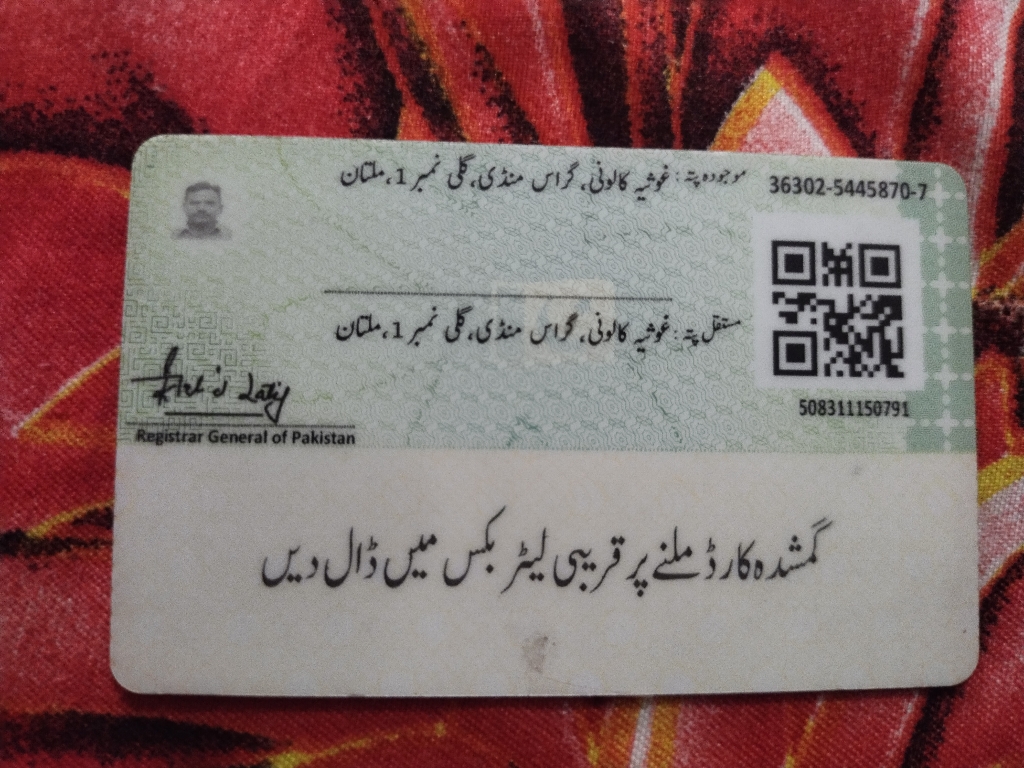 موجودہ پتہ: غوثیہ کالونی، گراس منڈی، گلی نمبر 1، ملتان
36302-5445870-7
مستقل پتہ: غوثیہ کالونی، گراس منڈی، گلی نمبر 1، ملتان
508311150791
Registrar General of Pakistan
گمشدہ کارڈ ملنے پر قریبی لیٹر بکس میں ڈال دیں